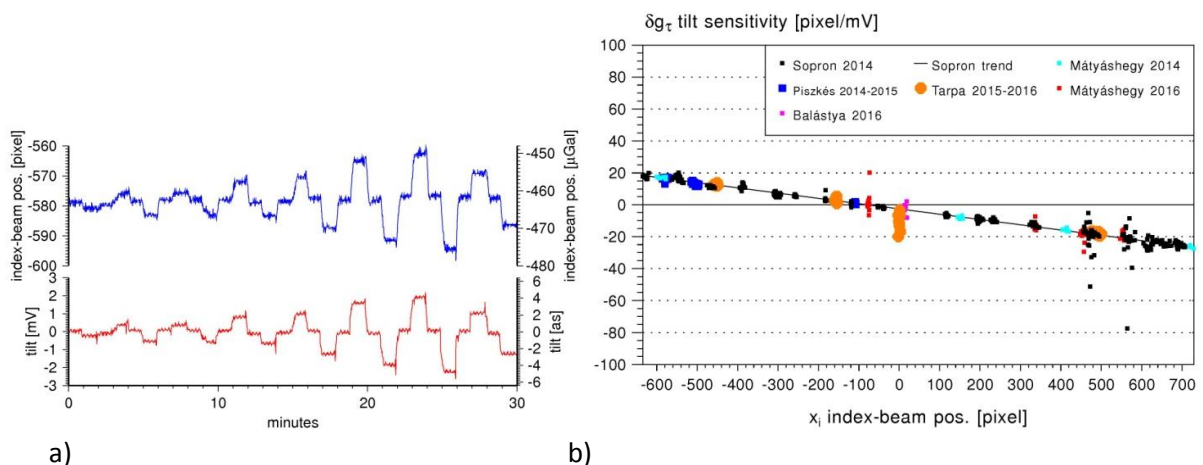 -560
-570
-580
-590
-600
index-beam pos. [pixel]
-450
-460
-470
-480
index-beam pos. [µGal]
3
2
1
0
-1
-2
-3
tilt [mV]
4
2
0
-2
-4
-6
tilt [as]
0 10 20 30
minutes
a)
δgτ tilt sensitivity [pixel/mV]
100
80
60
40
20
0
-20
-40
-60
-80
-100
Sopron 2014 Sopron trend Mátyáshegy 2014
Piszkés 2014-2015 Tarpa 2015-2016 Mátyáshegy 2016
Balástya 2016
-600 -500 -400 -300 -200 -100 0 100 200 300 400 500 600 700
xi index-beam pos. [pixel]
b)